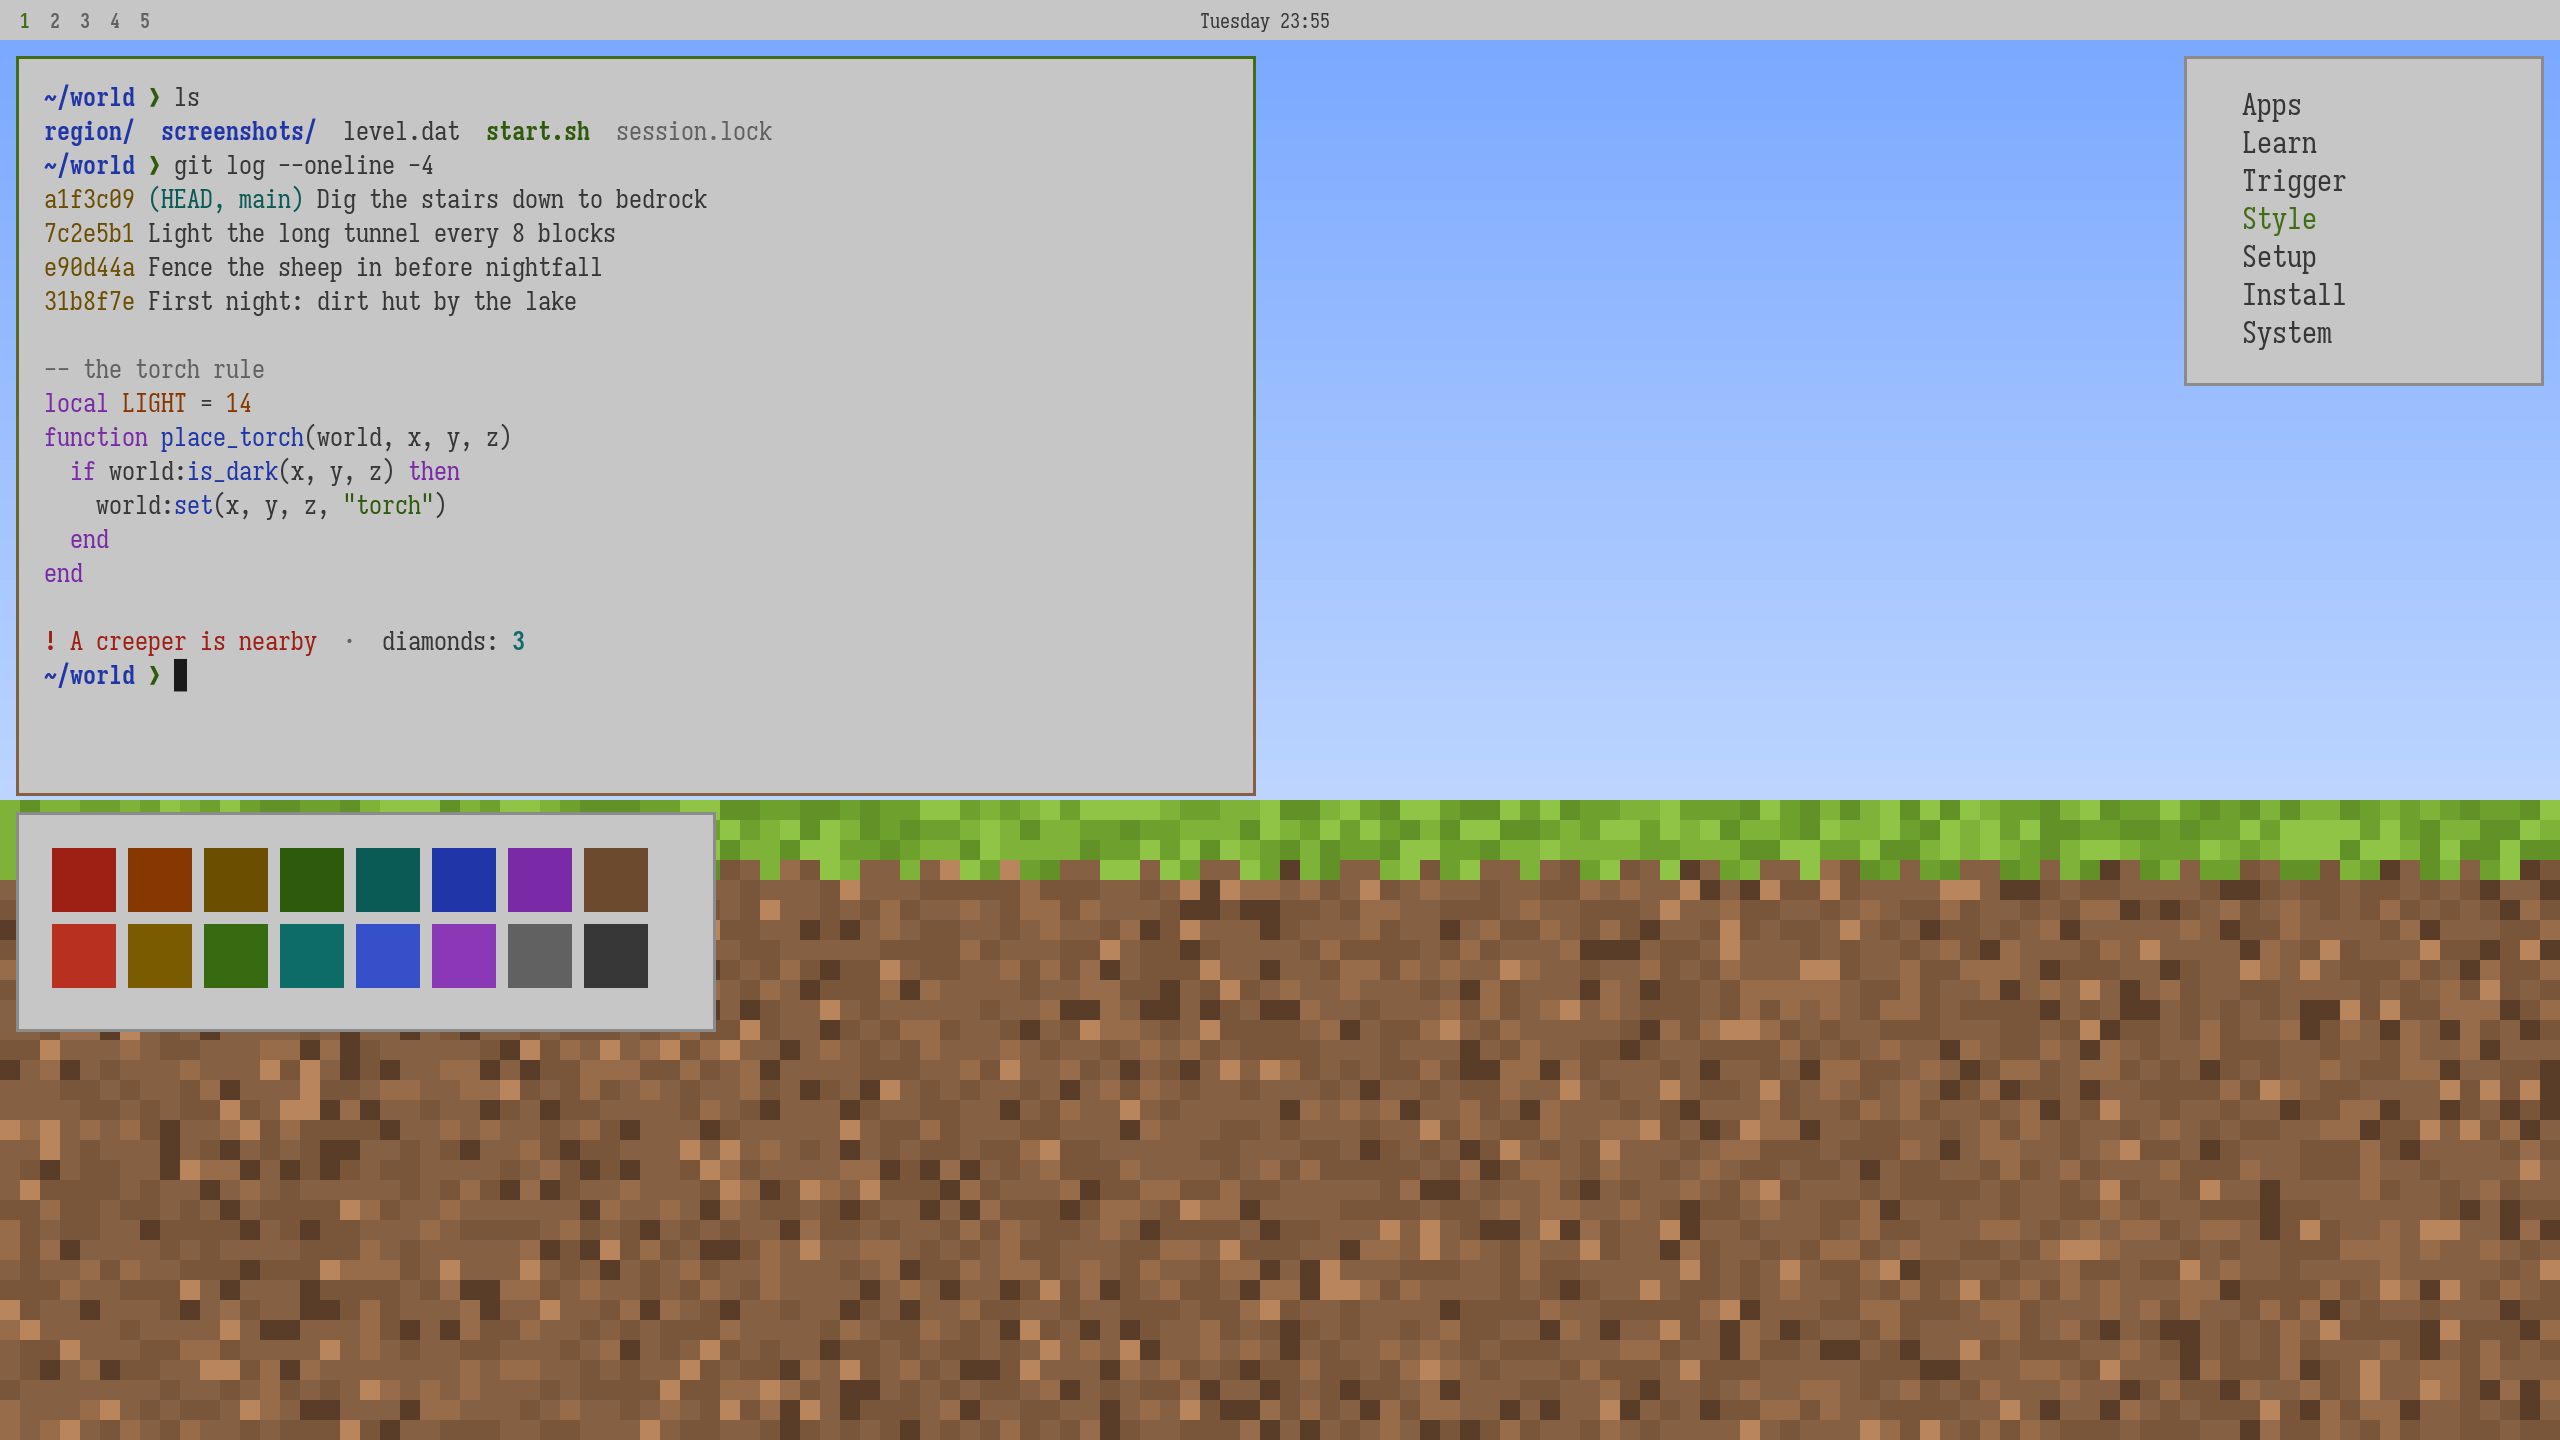 1 2 3 4 5
Tuesday 23:55
~/world ❯ ls
region/  screenshots/  level.dat  start.sh  session.lock
~/world ❯ git log --oneline -4
a1f3c09 (HEAD, main) Dig the stairs down to bedrock
7c2e5b1 Light the long tunnel every 8 blocks
e90d44a Fence the sheep in before nightfall
31b8f7e First night: dirt hut by the lake
-- the torch rule
local LIGHT = 14
function place_torch(world, x, y, z)
  if world:is_dark(x, y, z) then
    world:set(x, y, z, "torch")
  end
end
! A creeper is nearby  ·  diamonds: 3
~/world ❯
Apps
Learn
Trigger
Style
Setup
Install
System